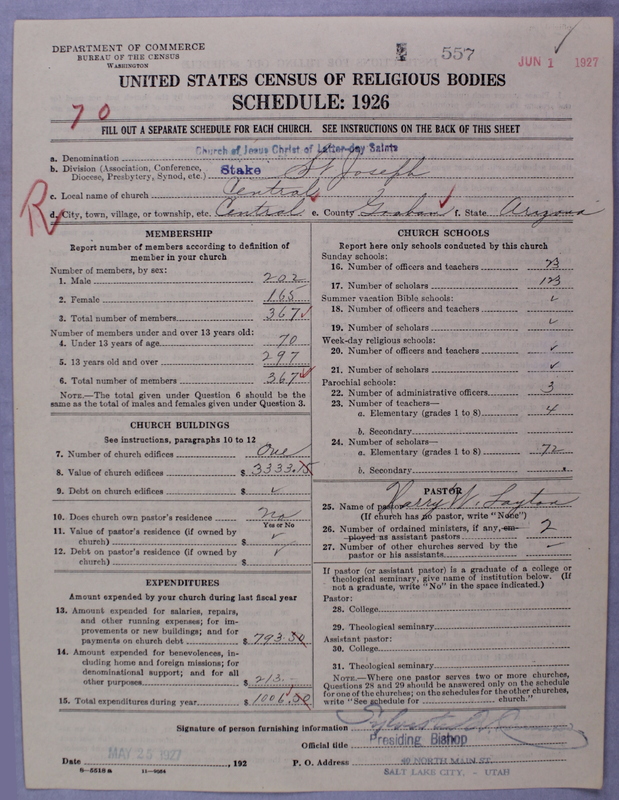 DEPARTMENT OF COMMERCE
BUREAU OF THE CENSUS
WASHINGTON
557
JUN 1 1927
UNITED STATES CENSUS OF RELIGIOUS BODIES
SCHEDULE: 1926
70
FILL OUT A SEPARATE SCHEDULE FOR EACH CHURCH. SEE INSTRUCTIONS ON THE BACK OF THIS SHEET
a. Denomination Church of Jesus Christ of Latter-day Saints
b. Division (Association, Conference, Diocese, Presbytery, Synod, etc.) Stake St Joseph
c. Local name of church Central
R
d. City, town, village, or township, etc. Central e. County Graham f. State Arizona
MEMBERSHIP
Report number of members according to definition of
member in your church
Number of members, by sex:
1. Male 202
2. Female 165
3. Total number of members 367
Number of members under and over 13 years old:
4. Under 13 years of age 70
5. 13 years old and over 297
6. Total number of members 367
NOTE.—The total given under Question 6 should be
same as the total of males and females given under Question 3.
CHURCH BUILDINGS
See instructions, paragraphs 10 to 12
7. Number of church edifices One
8. Value of church edifices $ 3333.15
9. Debt on church edifices $ ✓
10. Does church own pastor's residence No
Yes or No
11. Value of pastor's residence (if owned by
church) $ ✓
12. Debt on pastor's residence (if owned by
church) $ ✓
EXPENDITURES
Amount expended by your church during last fiscal year
13. Amount expended for salaries, repairs,
and other running expenses; for im-
provements or new buildings; and for
payments on church debt $ 793.50
14. Amount expended for benevolences, in-
cluding home and foreign missions; for
denominational support; and for all
other purposes $ 213.—
15. Total expenditures during year $ 1006.50
CHURCH SCHOOLS
Report here only schools conducted by this church
Sunday schools:
16. Number of officers and teachers 23
17. Number of scholars 123
Summer vacation Bible schools:
18. Number of officers and teachers ✓
19. Number of scholars ✓
Week-day religious schools:
20. Number of officers and teachers ✓
21. Number of scholars ✓
Parochial schools:
22. Number of administrative officers 3
23. Number of teachers—
a. Elementary (grades 1 to 8) 4
b. Secondary
24. Number of scholars—
a. Elementary (grades 1 to 8) 72
b. Secondary
PASTOR
25. Name of pastor Harry W. Layton
(If church has no pastor, write "None")
26. Number of ordained ministers, if any, em-
ployed as assistant pastors 2
27. Number of other churches served by the
pastor or his assistants —
If pastor (or assistant pastor) is a graduate of a college or
theological seminary, give name of institution below. (If
not a graduate, write "No" in the space indicated.)
Pastor:
28. College
29. Theological seminary
Assistant pastor:
30. College
31. Theological seminary
NOTE.—Where one pastor serves two or more churches,
Questions 28 and 29 should be answered only on the schedule
for one of the churches; on the schedules for the other churches,
write "See schedule for church."
Signature of person furnishing information
Official title Presiding Bishop
Date MAY 25 1927, 192 P. O. Address 40 NORTH MAIN ST.
SALT LAKE CITY, - UTAH
8—5518a 11—9084